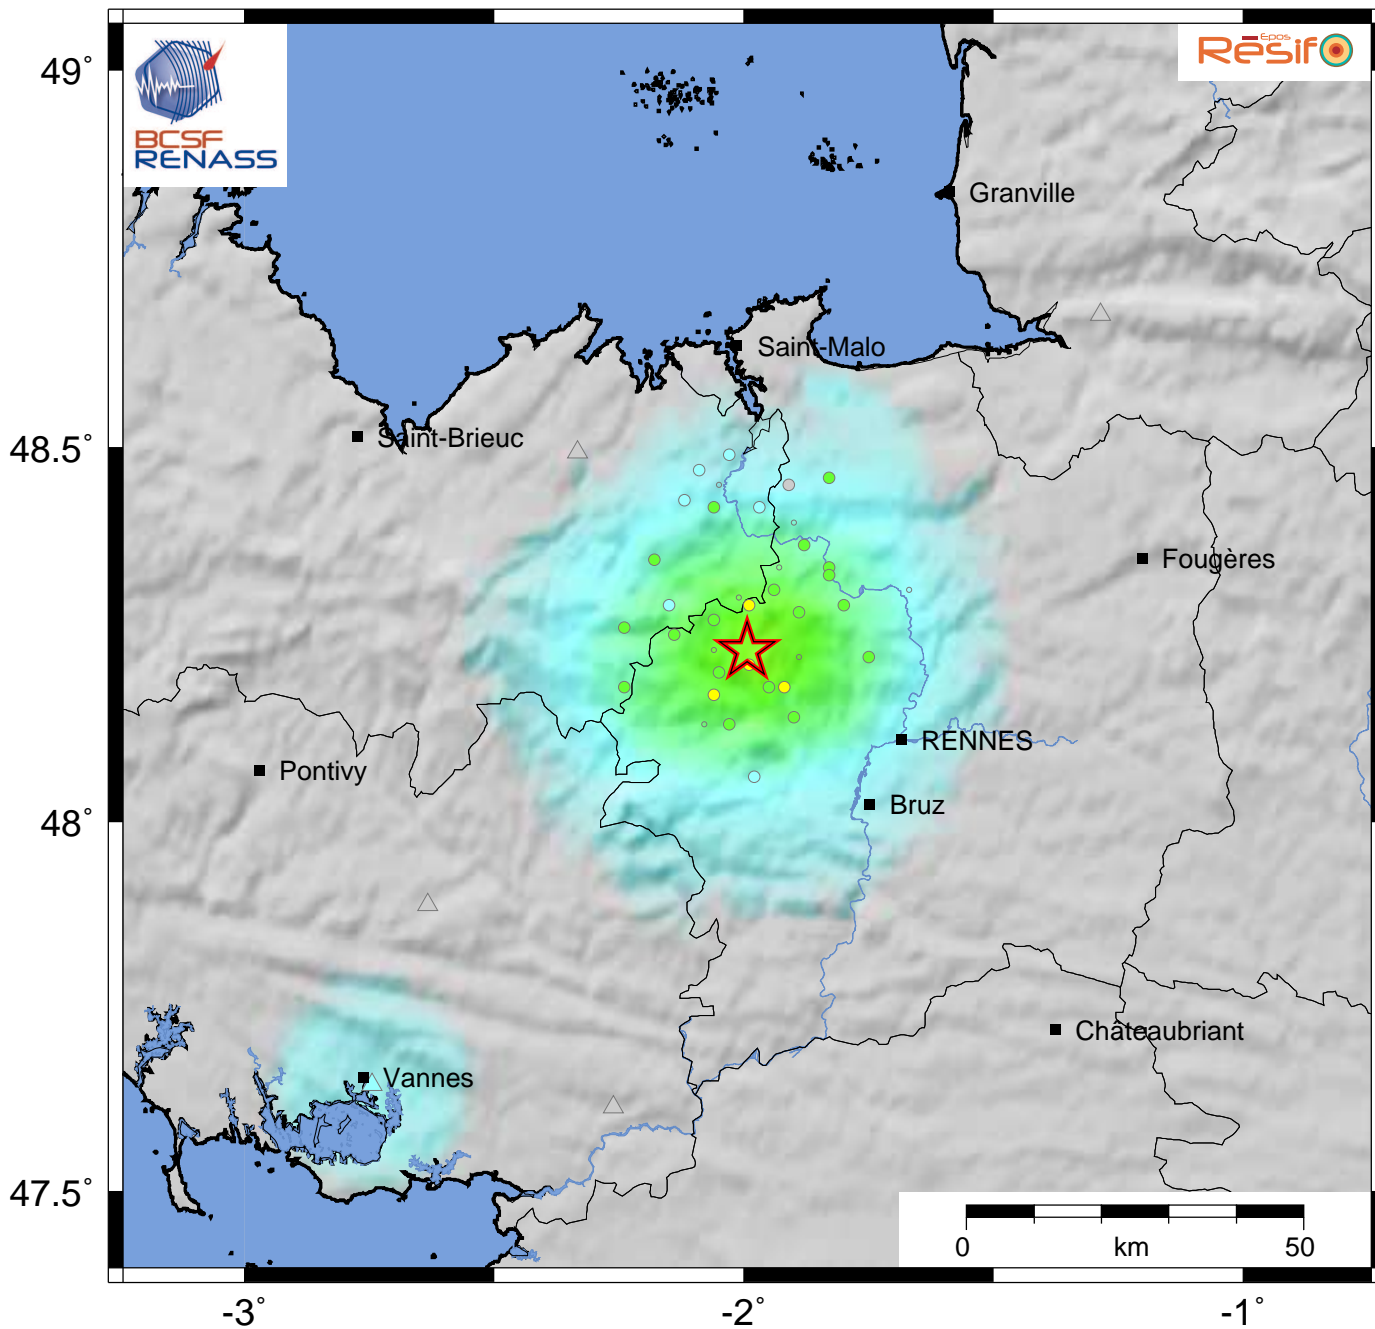 BCSF
RENASS
Epos
Rēsif
49°
48.5°
48°
47.5°
Granville
Saint-Malo
Saint-Brieuc
Fougères
RENNES
Pontivy
Bruz
Châteaubriant
Vannes
0 km 50
-3° -2° -1°